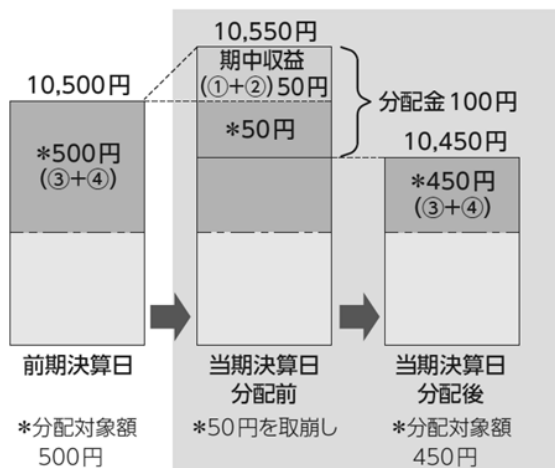 10,550円
期中収益
(①+②)50円
10,500円
分配金100円
*50円
10,450円
*500円
(③+④)
*450円
(③+④)
前期決算日
当期決算日
分配前
当期決算日
分配後
*分配対象額
500円
*50円を取崩し
*分配対象額
450円